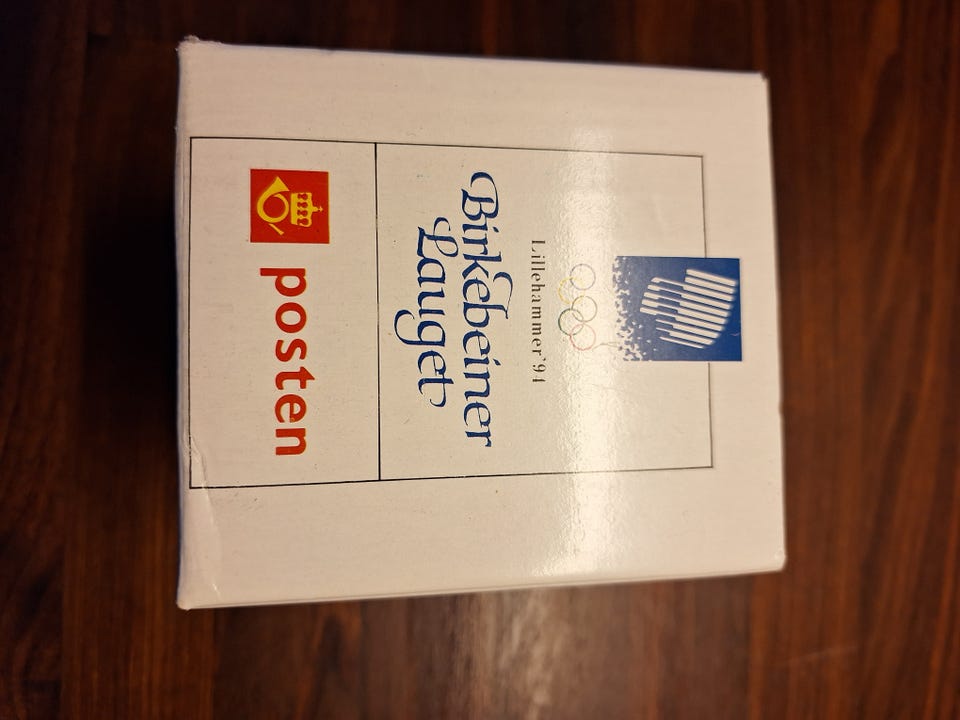 Lillehammer'94
Birkebeiner
Lauget
posten